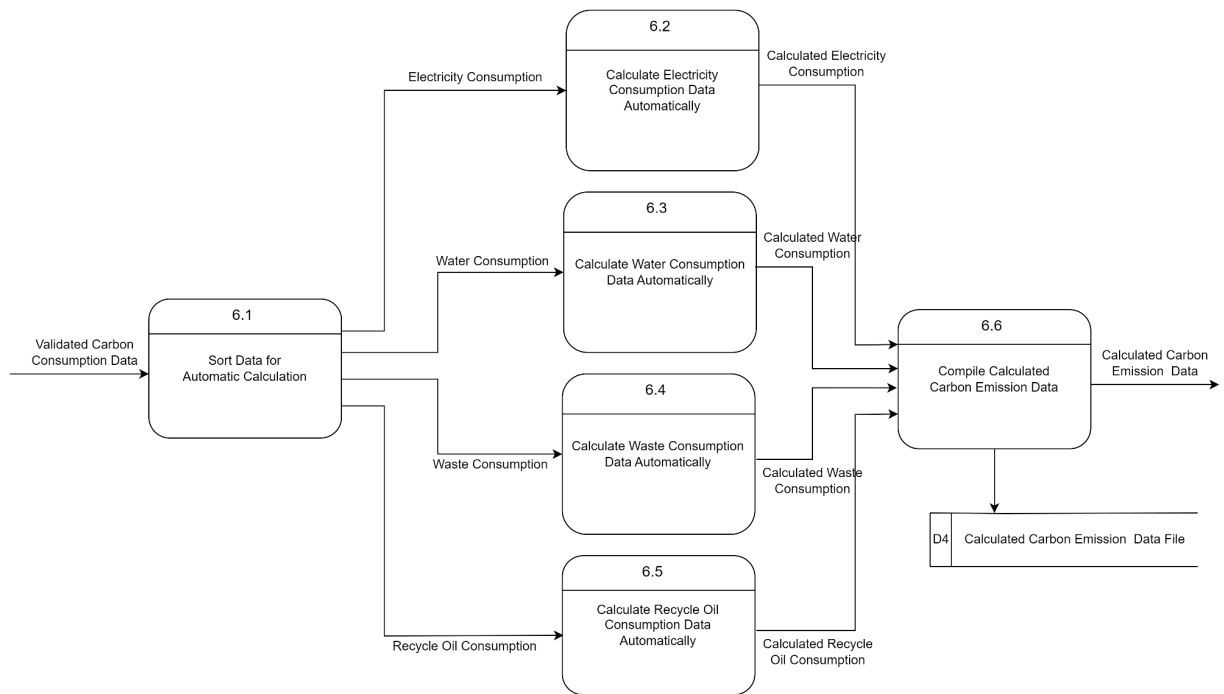 6.2
Calculate Electricity
Consumption Data
Automatically
Electricity Consumption
Calculated Electricity
Consumption
6.3
Calculate Water Consumption
Data Automatically
Water Consumption
Calculated Water
Consumption
6.1
Sort Data for
Automatic Calculation
Validated Carbon
Consumption Data
6.6
Compile Calculated
Carbon Emission Data
Calculated Carbon
Emission Data
6.4
Calculate Waste Consumption
Data Automatically
Waste Consumption
Calculated Waste
Consumption
D4
Calculated Carbon Emission Data File
6.5
Calculate Recycle Oil
Consumption Data
Automatically
Recycle Oil Consumption
Calculated Recycle
Oil Consumption